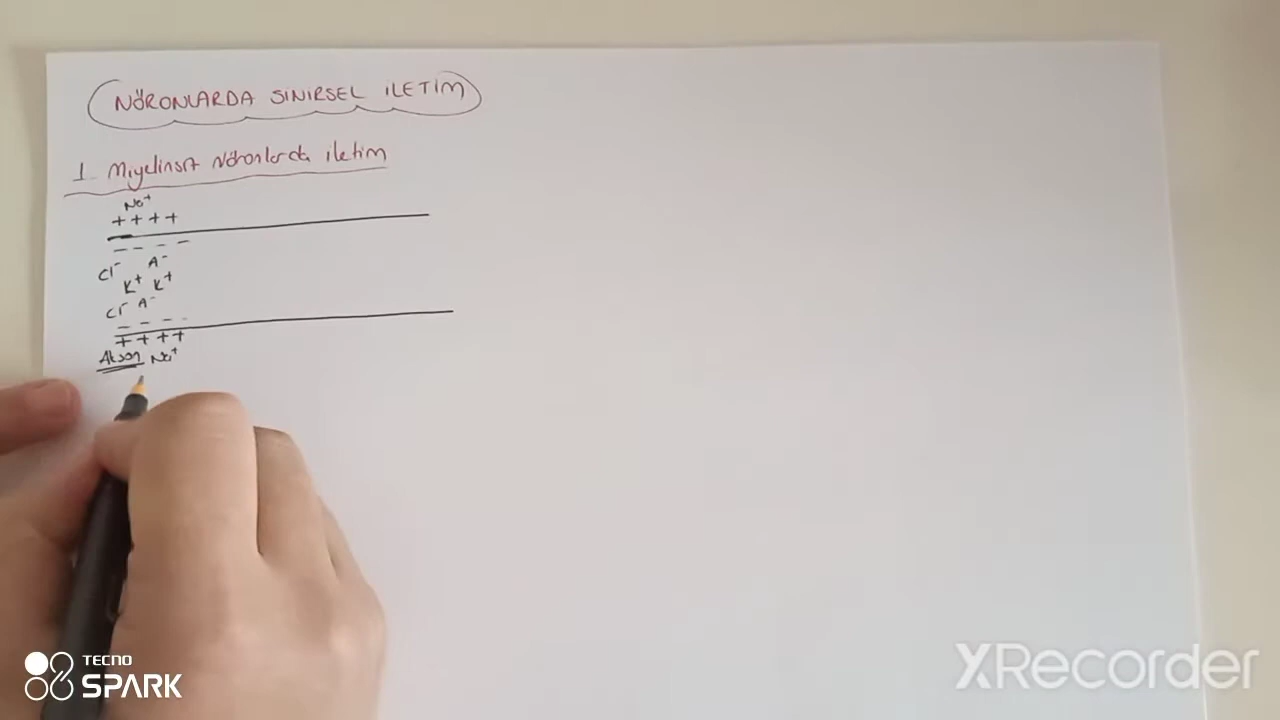 NÖRONLARDA SINIRSEL İLETİM
1. Miyelinsiz Nöronlarda iletim
Na+
++++
− − − −
Cl− A−
K+ K+
Cl− A−
− − − −
++++
Akson Na+
TECNO
SPARK
XRecorder